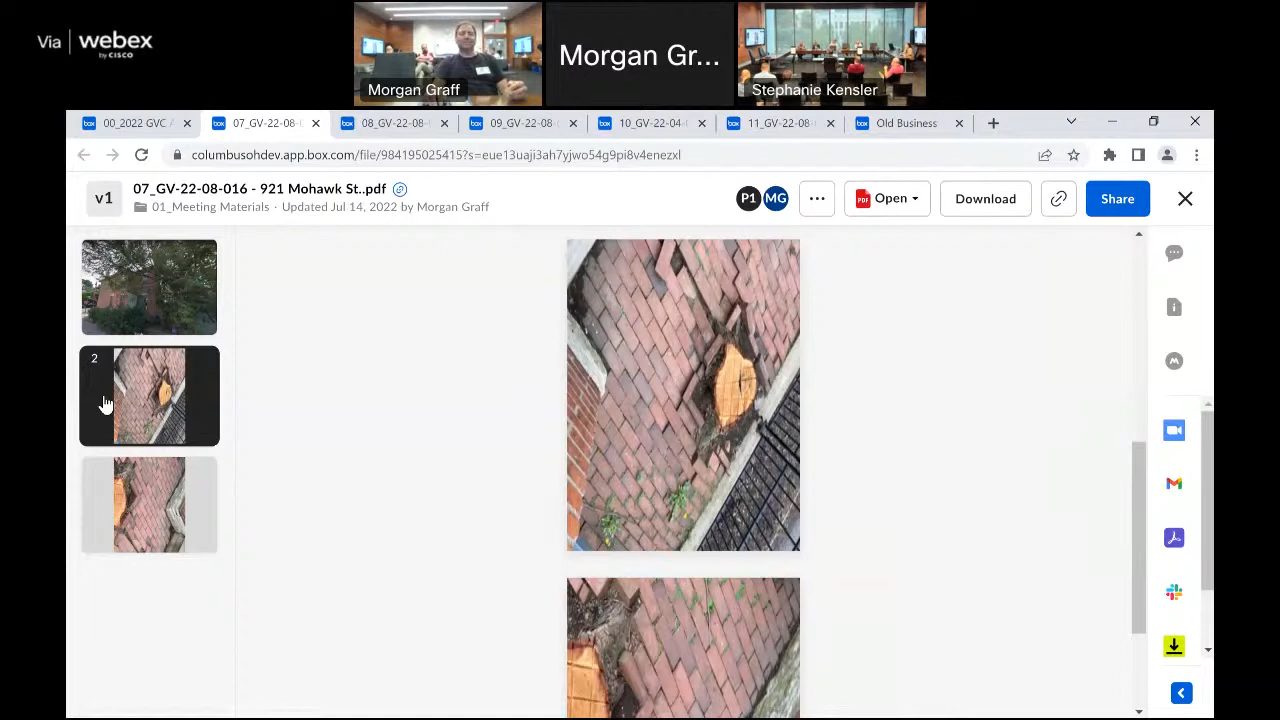 Via webex
by CISCO
Morgan Graff
Morgan Gr...
Stephanie Kensler
00_2022 GVC /
07_GV-22-08-
08_GV-22-08-
09_GV-22-08-
10_GV-22-04-
11_GV-22-08-
Old Business
columbusohdev.app.box.com/file/984195025415?s=eue13uaji3ah7yjwo54g9pi8v4enezxl
v1
07_GV-22-08-016 - 921 Mohawk St..pdf
01_Meeting Materials · Updated Jul 14, 2022 by Morgan Graff
P1 MG
PDF Open
Download
Share
2